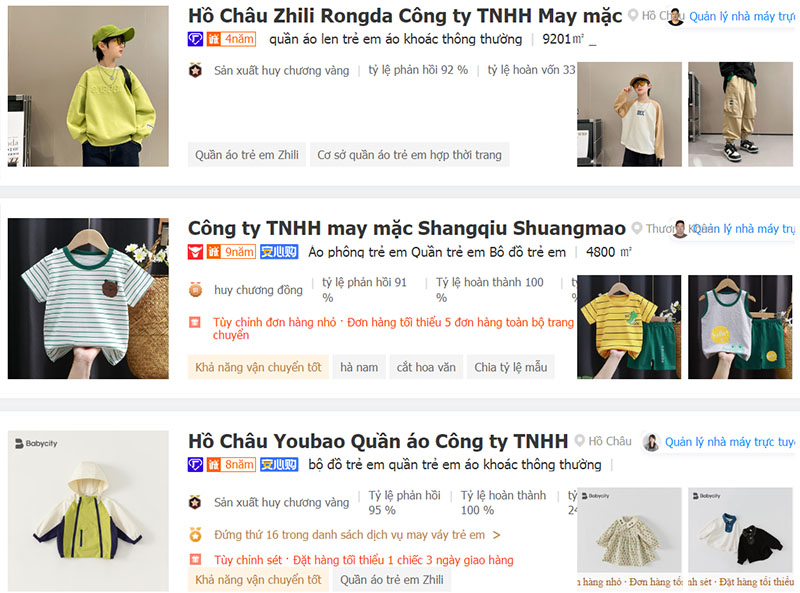 Hồ Châu Zhili Rongda Công ty TNHH May mặc
Hồ Châu
Quản lý nhà máy trực
4năm quần áo len trẻ em áo khoác thông thường 9201㎡ _
Sản xuất huy chương vàng tỷ lệ phản hồi 92 % tỷ lệ hoàn vốn 33
Quần áo trẻ em Zhili Cơ sở quần áo trẻ em hợp thời trang
Công ty TNHH may mặc Shangqiu Shuangmao
Quản lý nhà máy trực
9năm 安心购 Áo phông trẻ em Quần trẻ em Bộ đồ trẻ em 4800 ㎡
huy chương đồng tỷ lệ phản hồi 91 % Tỷ lệ hoàn thành 100 %
Tùy chỉnh đơn hàng nhỏ · Đơn hàng tối thiểu 5 đơn hàng toàn bộ trang
chuyến
Khả năng vận chuyển tốt hà nam cắt hoa văn Chia tỷ lệ mẫu
Babycity
Hồ Châu Youbao Quần áo Công ty TNHH
Hồ Châu
Quản lý nhà máy trực tuy
8năm 安心购 bộ đồ trẻ em quần trẻ em áo khoác thông thường
Sản xuất huy chương vàng Tỷ lệ phản hồi 95 % Tỷ lệ hoàn thành 100 %
Babycity
Babycity
Đứng thứ 16 trong danh sách dịch vụ may váy trẻ em >
Tùy chỉnh sét · Đặt hàng tối thiểu 1 chiếc 3 ngày giao hàng
Khả năng vận chuyển tốt Quần áo trẻ em Zhili
hàng nhỏ · Đơn hàng tối
sét · Đặt hàng tối thiểu